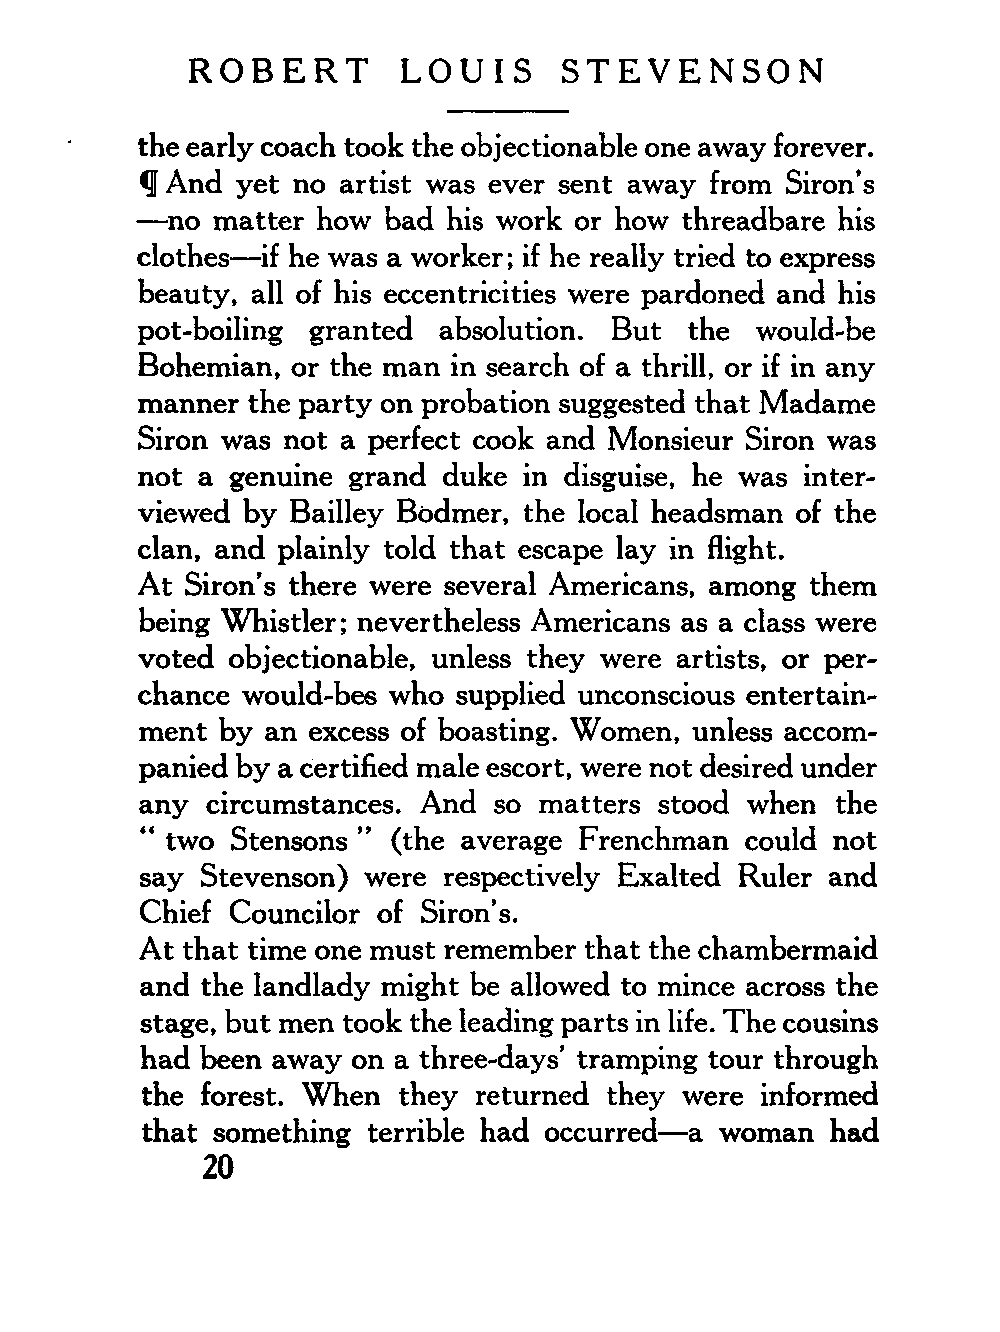 ROBERT LOUIS STEVENSON
the early coach took the objectionable one away forever.
¶ And yet no artist was ever sent away from Siron's
—no matter how bad his work or how threadbare his
clothes—if he was a worker; if he really tried to express
beauty, all of his eccentricities were pardoned and his
pot-boiling granted absolution. But the would-be
Bohemian, or the man in search of a thrill, or if in any
manner the party on probation suggested that Madame
Siron was not a perfect cook and Monsieur Siron was
not a genuine grand duke in disguise, he was inter-
viewed by Bailley Bodmer, the local headsman of the
clan, and plainly told that escape lay in flight.
At Siron's there were several Americans, among them
being Whistler; nevertheless Americans as a class were
voted objectionable, unless they were artists, or per-
chance would-bes who supplied unconscious entertain-
ment by an excess of boasting. Women, unless accom-
panied by a certified male escort, were not desired under
any circumstances. And so matters stood when the
“ two Stensons ” (the average Frenchman could not
say Stevenson) were respectively Exalted Ruler and
Chief Councilor of Siron's.
At that time one must remember that the chambermaid
and the landlady might be allowed to mince across the
stage, but men took the leading parts in life. The cousins
had been away on a three-days' tramping tour through
the forest. When they returned they were informed
that something terrible had occurred—a woman had
20